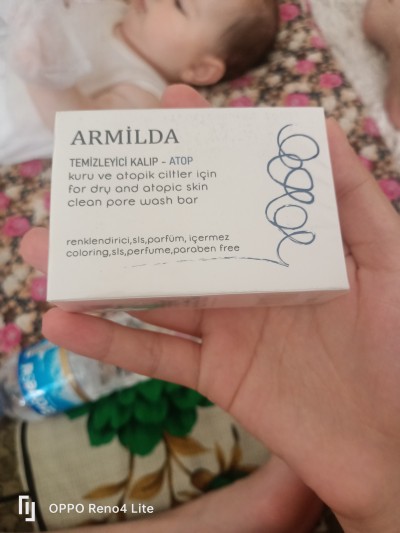 ARMİLDA
TEMİZLEYİCİ KALIP - ATOP
kuru ve atopik ciltler için
for dry and atopic skin
clean pore wash bar
renklendirici,sls,parfüm, içermez
coloring,sls,perfume,paraben free
OPPO Reno4 Lite